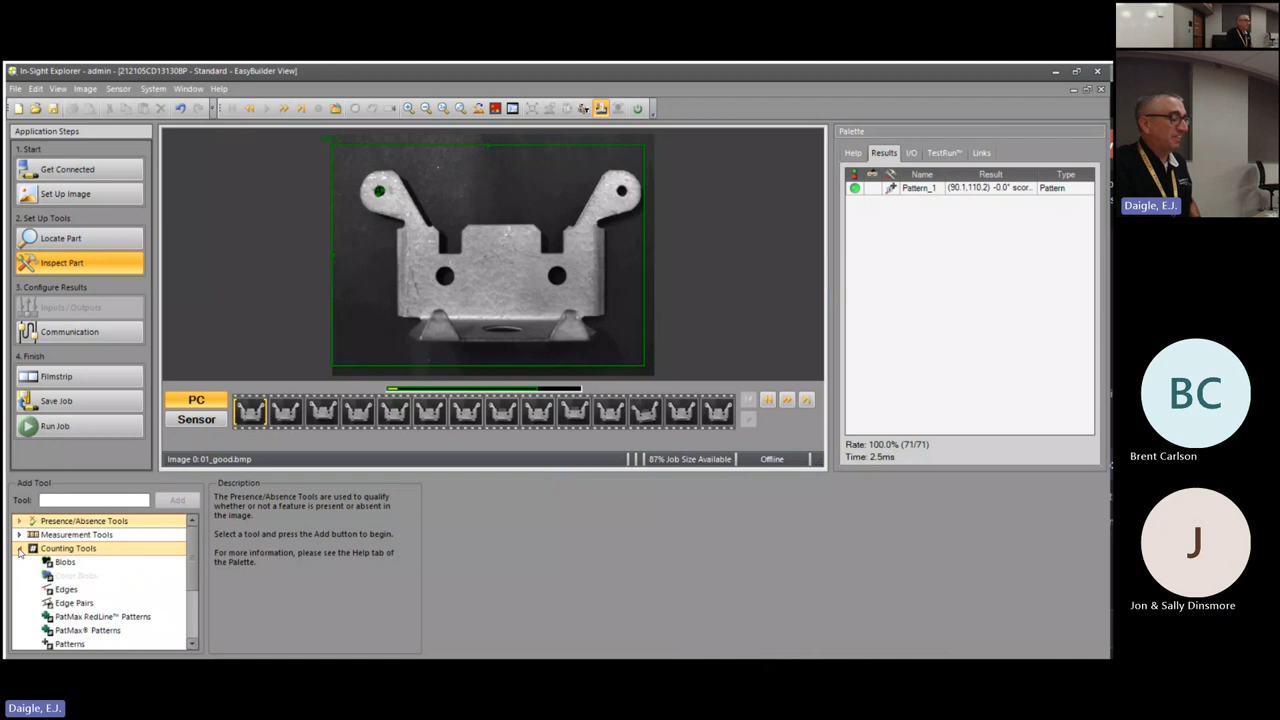 In-Sight Explorer - admin - [212105CD131308P - Standard - EasyBuilder View]
File Edit View Image Sensor System Window Help
Application Steps
1. Start
Get Connected
Set Up Image
2. Set Up Tools
Locate Part
Inspect Part
3. Configure Results
Inputs / Outputs
Communication
4. Finish
Filmstrip
Save Job
Run Job
PC
Sensor
Image 0: 01_good.bmp
87% Job Size Available
Offline
Palette
Help Results I/O TestRun™ Links
Name Result Type
Pattern_1 (90.1,110.2) -0.0° scor... Pattern
Rate: 100.0% (71/71)
Time: 2.5ms
Add Tool
Tool:
Add
Presence/Absence Tools
Measurement Tools
Counting Tools
Blobs
Color Blobs
Edges
Edge Pairs
PatMax RedLine™ Patterns
PatMax® Patterns
Patterns
Description
The Presence/Absence Tools are used to qualify
whether or not a feature is present or absent in
the image.
Select a tool and press the Add button to begin.
For more information, please see the Help tab of
the Palette.
Daigle, E.J.
BC
Brent Carlson
J
Jon & Sally Dinsmore
Daigle, E.J.